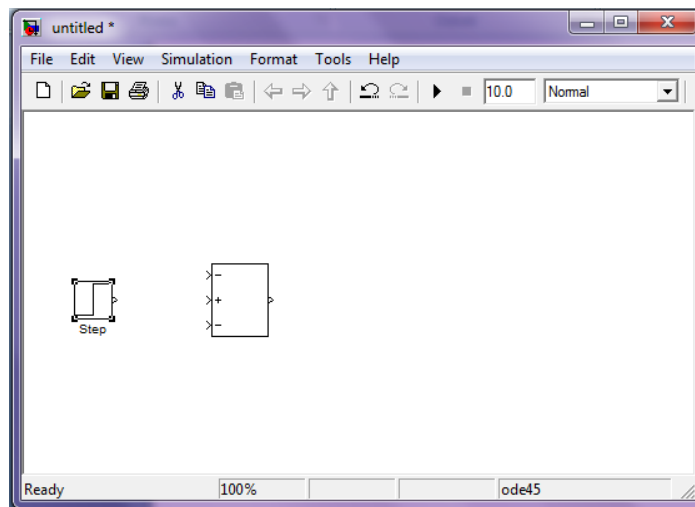 untitled *
File Edit View Simulation Format Tools Help
10.0 Normal
−
+
−
Step
Ready 100% ode45